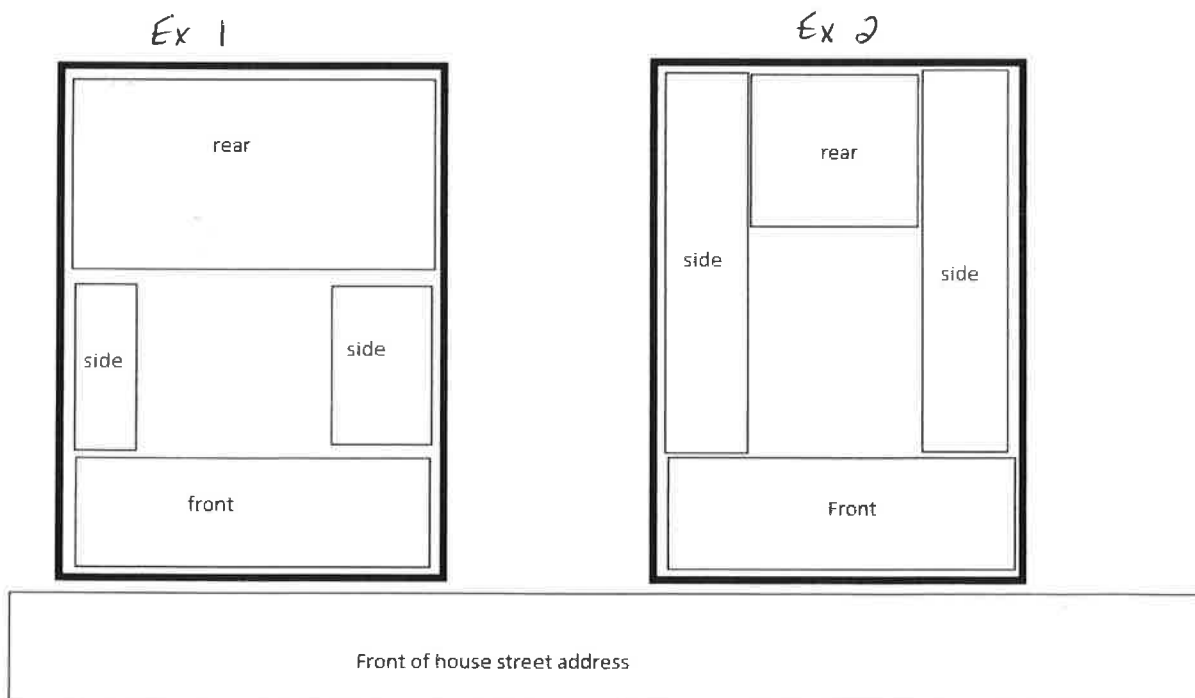 Ex 1
Ex 2
rear
side
side
front
rear
side
side
Front
Front of house street address